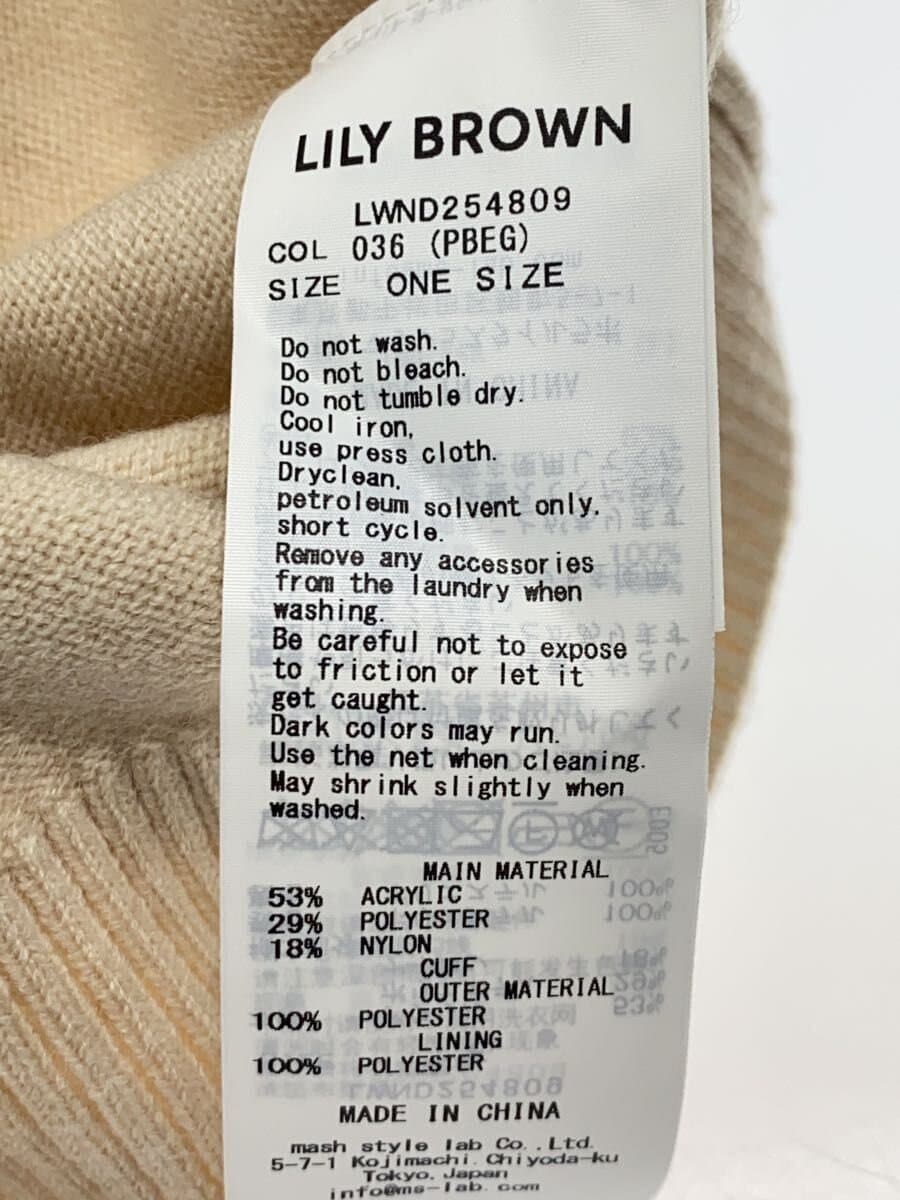 LILY BROWN
LWND254809
COL 036 (PBEG)
SIZE ONE SIZE
Do not wash.
Do not bleach.
Do not tumble dry.
Cool iron,
use press cloth.
Dryclean,
petroleum solvent only,
short cycle.
Remove any accessories
from the laundry when
washing.
Be careful not to expose
to friction or let it
get caught.
Dark colors may run.
Use the net when cleaning.
May shrink slightly when
washed.
MAIN MATERIAL
53% ACRYLIC
29% POLYESTER
18% NYLON
CUFF
OUTER MATERIAL
100% POLYESTER
LINING
100% POLYESTER
MADE IN CHINA
mash style lab Co.,Ltd.
5-7-1 Kojimachi, Chiyoda-ku
Tokyo, Japan
info@ms-lab.com